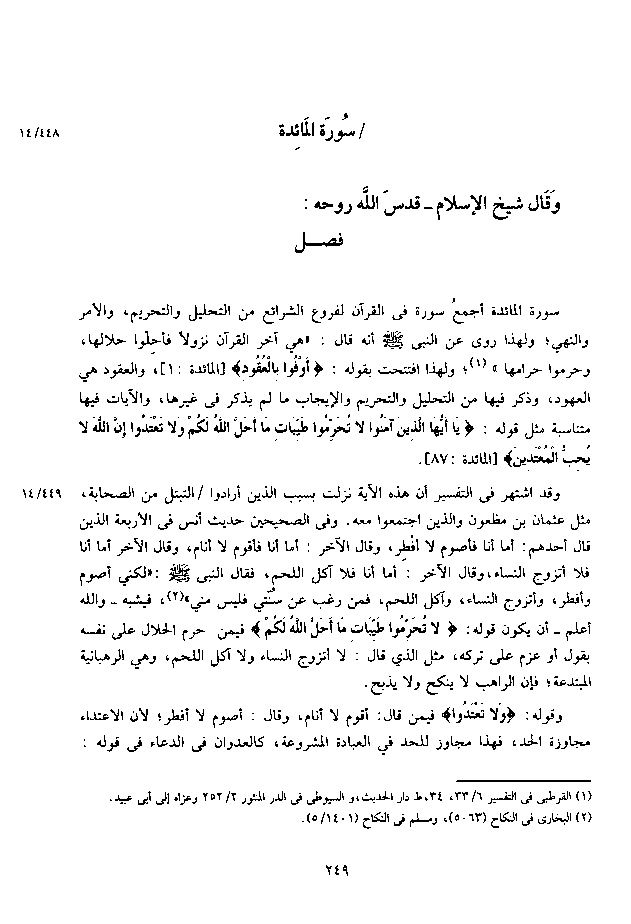 ١٤/٤٤٨ / سُورَة المَائِدة
وَقَال شيخ الإسلام ـ قدسَ اللَّه روحه :
فصــل
سورة المائدة أجمعُ سورة فى القرآن لفروع الشرائع من التحليل والتحريم، والأمر
والنهي؛ ولهذا روى عن النبي ﷺ أنه قال : «هي آخر القرآن نزولاً فأحِلّوا حلالها،
وحرموا حرامها » (١)؛ ولهذا افتتحت بقوله : ﴿ أَوْفُوا بِالْعُقُودِ﴾ [المائدة :١]، والعقود هي
العهود، وذكر فيها من التحليل والتحريم والإيجاب ما لم يذكر فى غيرها، والآيات فيها
متناسبة مثل قوله : ﴿ يَا أَيُّهَا الَّذِينَ آمَنُوا لا تُحَرِّمُوا طَيِّبَاتِ مَا أَحَلَّ اللَّهُ لَكُمْ وَلا تَعْتَدُوا إِنَّ اللَّهَ لا
يُحِبُّ الْمُعْتَدِينَ﴾ [المائدة :٨٧].
١٤/٤٤٩ وقد اشتهر فى التفسير أن هذه الآية نزلت بسبب الذين أرادوا /التبتل من الصحابة،
مثل عثمان بن مظعون والذين اجتمعوا معه. وفى الصحيحين حديث أنس فى الأربعة الذين
قال أحدهم: أما أنا فأصوم لا أفْطِر، وقال الآخر : أما أنا فأقوم لا أنام، وقال الآخر أما أنا
فلا أتزوج النساء،وقال الآخر : أما أنا فلا آكل اللحم، فقال النبي ﷺ :«لكني أصوم
وأفطر، وأتزوج النساء، وآكل اللحم، فمن رغب عن سُنَّتي فليس مني»(٢)، فيشبه ـ والله
أعلم ـ أن يكون قوله: ﴿ لا تُحَرِّمُوا طَيِّبَاتِ مَا أَحَلَّ اللَّهُ لَكُمْ ﴾ فيمن حرم الحلال على نفسه
بقول أو عزم على تركه، مثل الذي قال : لا أتزوج النساء ولا آكل اللحم، وهي الرهبانية
المبتدعة؛ فإن الراهب لا ينكح ولا يذبح.
وقوله: ﴿وَلا تَعْتَدُوا﴾ فيمن قال: أقوم لا أنام، وقال : أصوم لا أفطر؛ لأن الاعتداء
مجاوزة الحد، فهذا مجاوز للحد في العبادة المشروعة، كالعدوان فى الدعاء فى قوله :
(١) القرطبى فى التفسير ٦/ ٣٣، ٣٤،ط دار الحديث،و السيوطى فى الدر المنثور ٢/ ٢٥٢ وعزاه إلى أبى عبيد.
(٢) البخارى فى النكاح (٥٠٦٣)، ومسلم فى النكاح (٥/١٤٠١).
٢٤٩